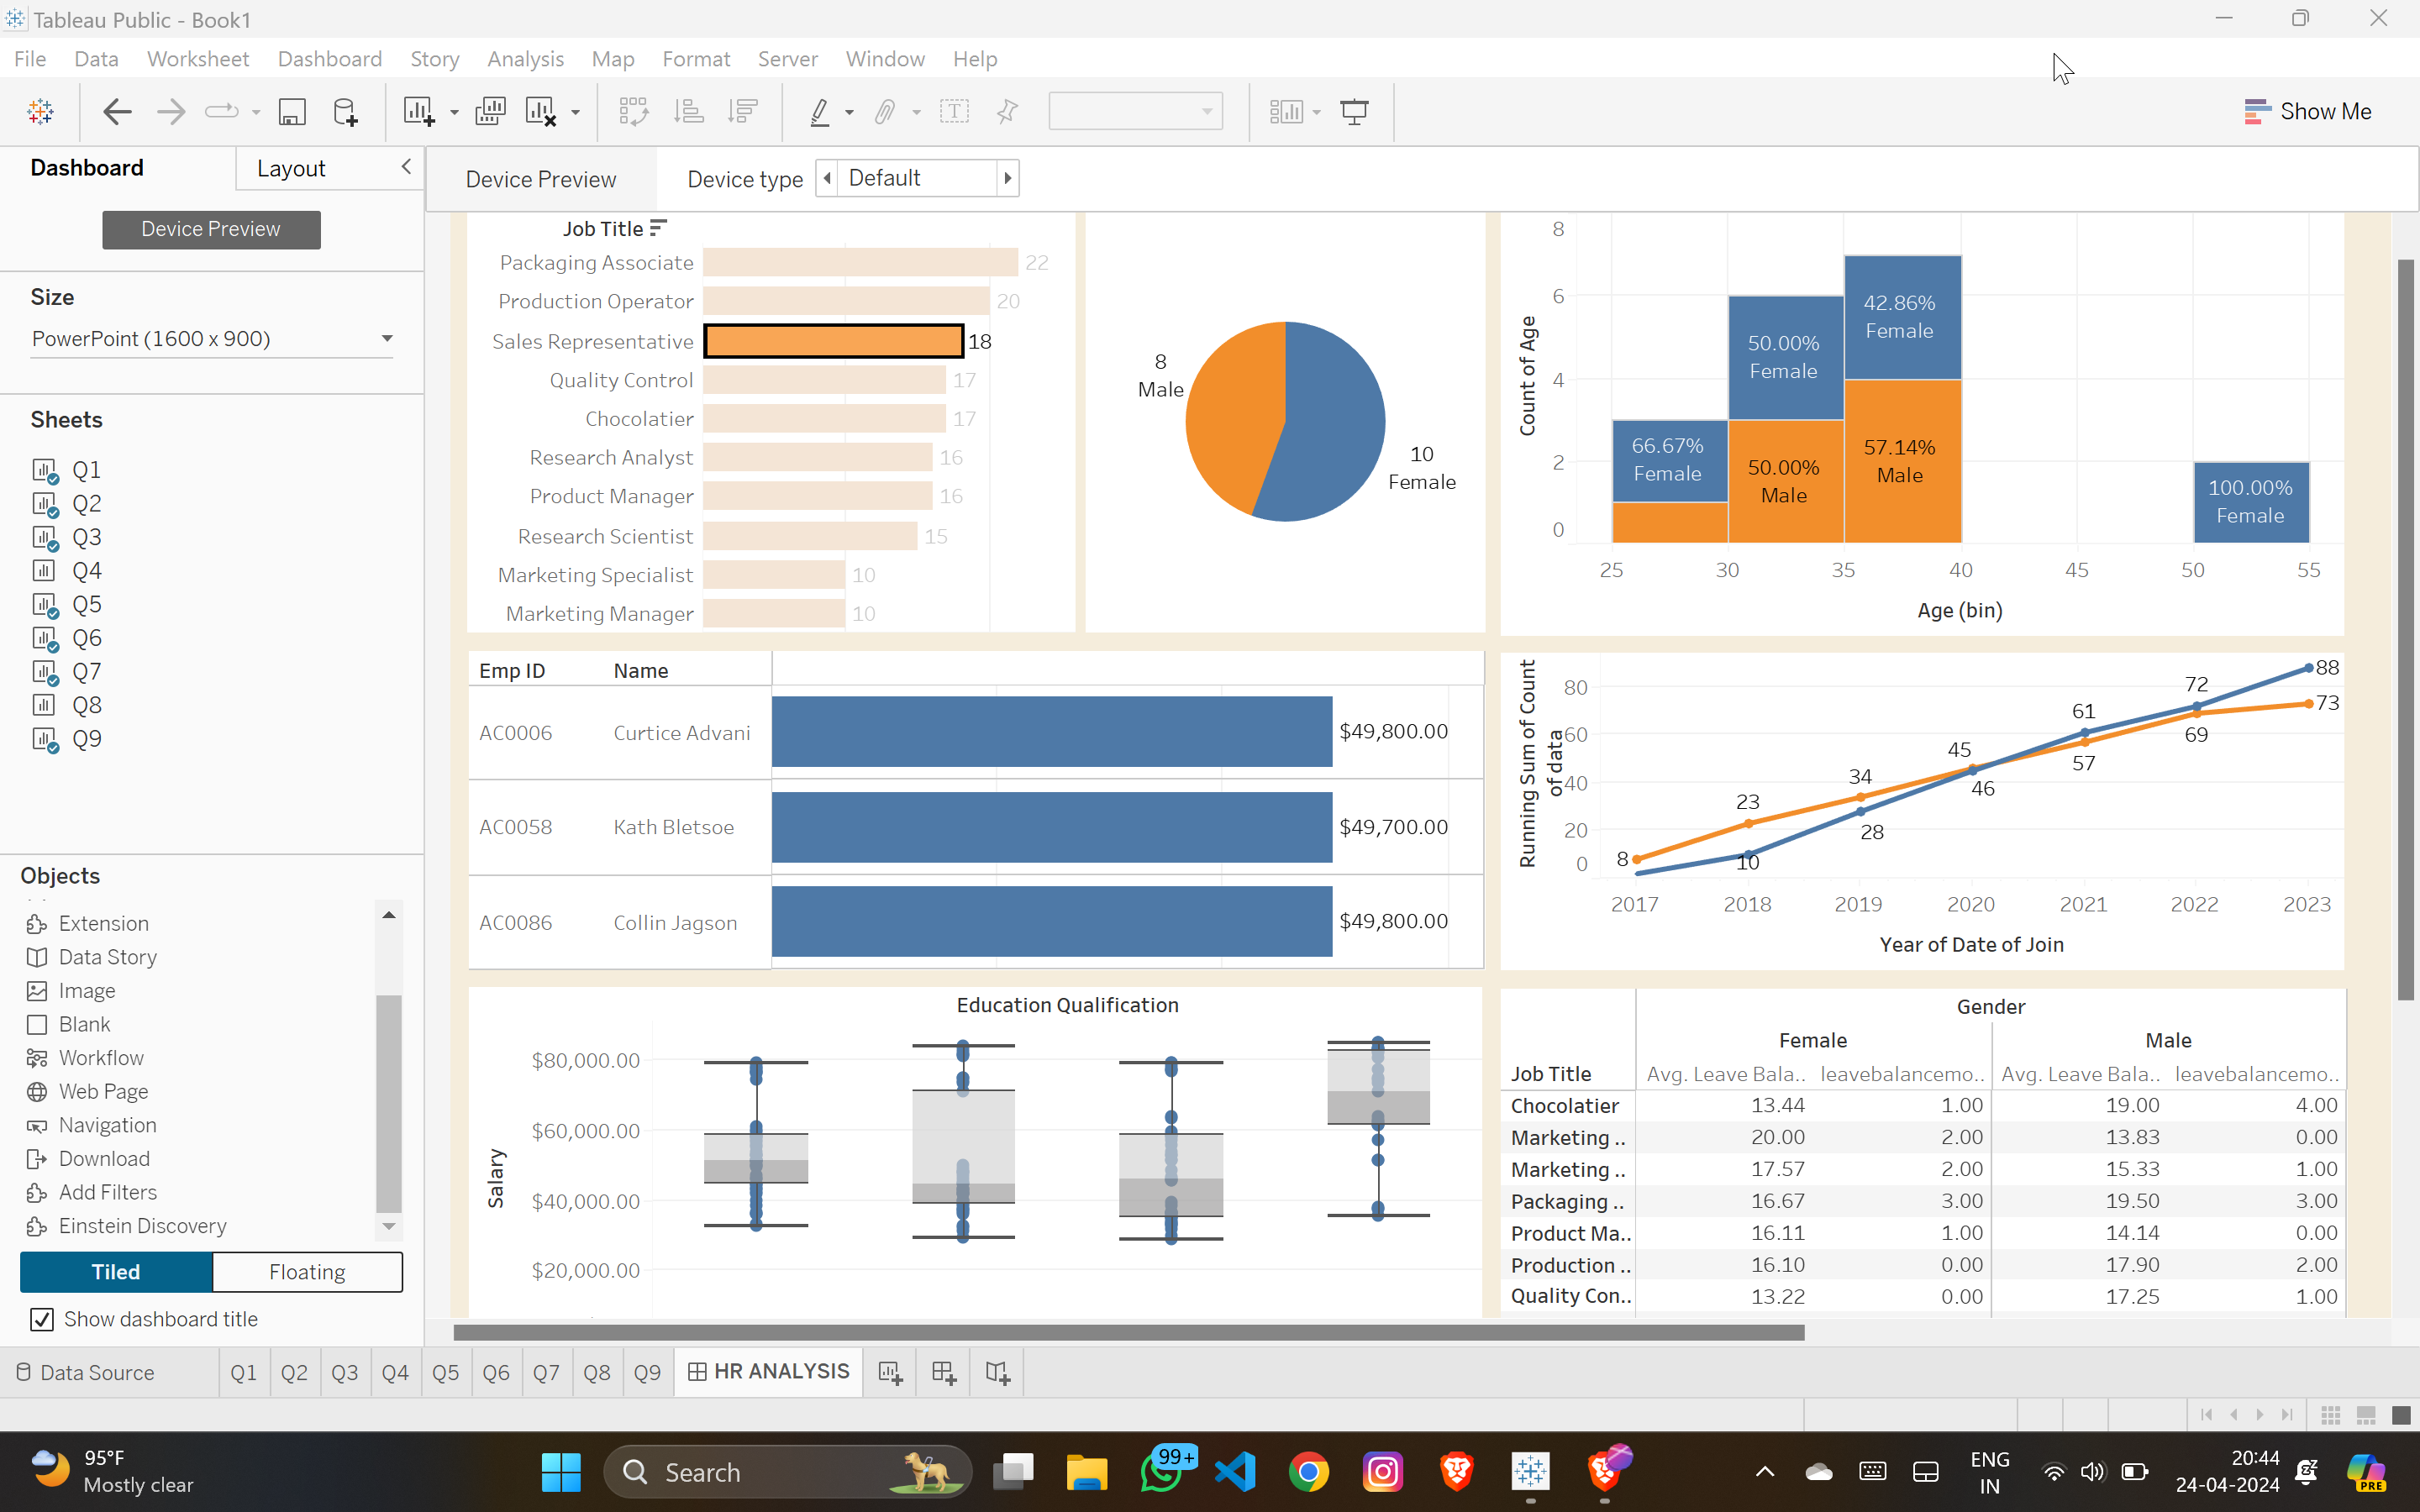 Tableau Public - Book1
File Data Worksheet Dashboard Story Analysis Map Format Server Window Help
Show Me
Dashboard Layout
Device Preview Device type Default
Device Preview
Size
PowerPoint (1600 x 900)
Sheets
Q1
Q2
Q3
Q4
Q5
Q6
Q7
Q8
Q9
Objects
Extension
Data Story
Image
Blank
Workflow
Web Page
Navigation
Download
Add Filters
Einstein Discovery
Tiled Floating
Show dashboard title
Job Title
Packaging Associate 22
Production Operator 20
Sales Representative 18
Quality Control 17
Chocolatier 17
Research Analyst 16
Product Manager 16
Research Scientist 15
Marketing Specialist 10
Marketing Manager 10
8
Male
10
Female
Count of Age
8
6
4
2
0
66.67%
Female
50.00%
Female
50.00%
Male
42.86%
Female
57.14%
Male
100.00%
Female
25 30 35 40 45 50 55
Age (bin)
Emp ID Name
AC0006 Curtice Advani $49,800.00
AC0058 Kath Bletsoe $49,700.00
AC0086 Collin Jagson $49,800.00
Running Sum of Count
of data
80
60
40
20
0
8
23
10
34
28
45
46
61
57
72
69
88
73
2017 2018 2019 2020 2021 2022 2023
Year of Date of Join
Education Qualification
Salary
$80,000.00
$60,000.00
$40,000.00
$20,000.00
Gender
Female Male
Job Title Avg. Leave Bala.. leavebalancemo.. Avg. Leave Bala.. leavebalancemo..
Chocolatier 13.44 1.00 19.00 4.00
Marketing .. 20.00 2.00 13.83 0.00
Marketing .. 17.57 2.00 15.33 1.00
Packaging .. 16.67 3.00 19.50 3.00
Product Ma.. 16.11 1.00 14.14 0.00
Production .. 16.10 0.00 17.90 2.00
Quality Con.. 13.22 0.00 17.25 1.00
Data Source Q1 Q2 Q3 Q4 Q5 Q6 Q7 Q8 Q9 HR ANALYSIS
95°F
Mostly clear
Search
99+
ENG
IN
20:44
24-04-2024
PRE